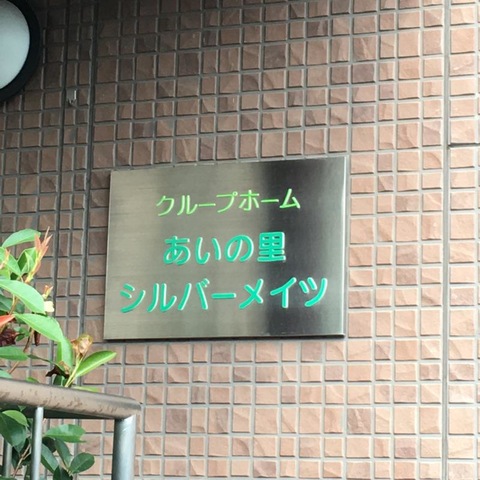 クループホーム
あいの里
シルバーメイツ